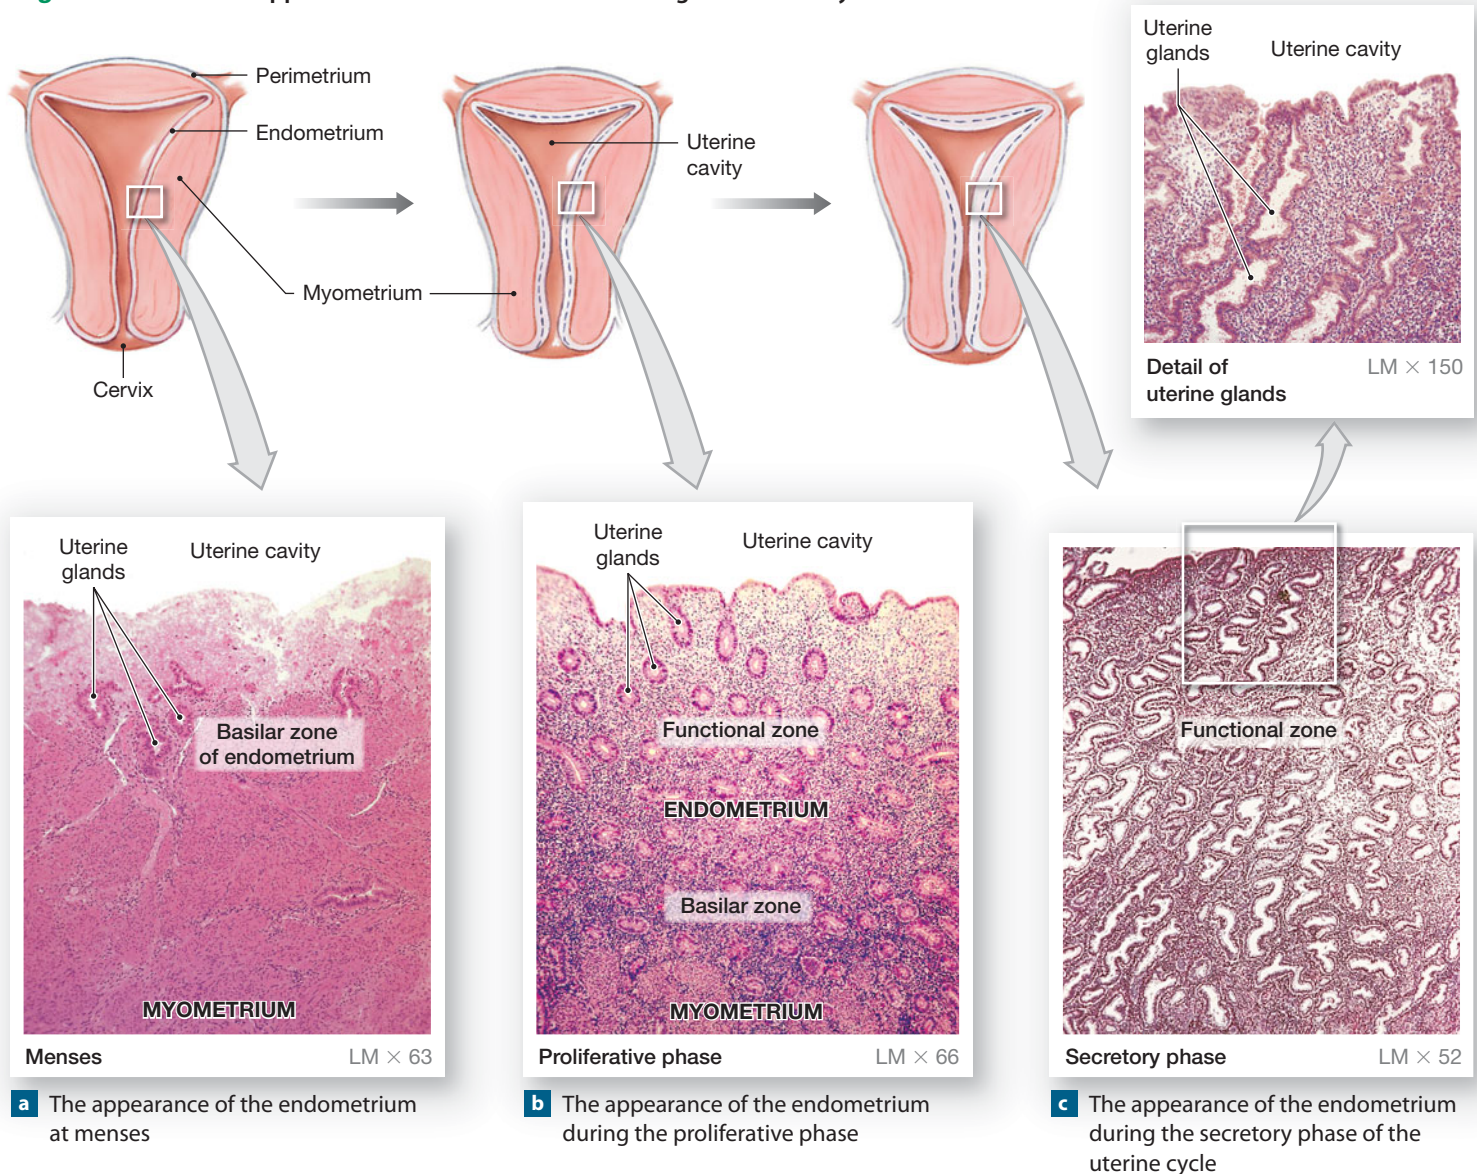 Perimetrium
Endometrium
Uterine
cavity
Myometrium
Cervix
Uterine
glands
Uterine cavity
Detail of
uterine glands
LM × 150
Uterine
glands
Uterine cavity
Basilar zone
of endometrium
MYOMETRIUM
Menses
LM × 63
Uterine
glands
Uterine cavity
Functional zone
ENDOMETRIUM
Basilar zone
MYOMETRIUM
Proliferative phase
LM × 66
Functional zone
Secretory phase
LM × 52
a The appearance of the endometrium
at menses
b The appearance of the endometrium
during the proliferative phase
c The appearance of the endometrium
during the secretory phase of the
uterine cycle